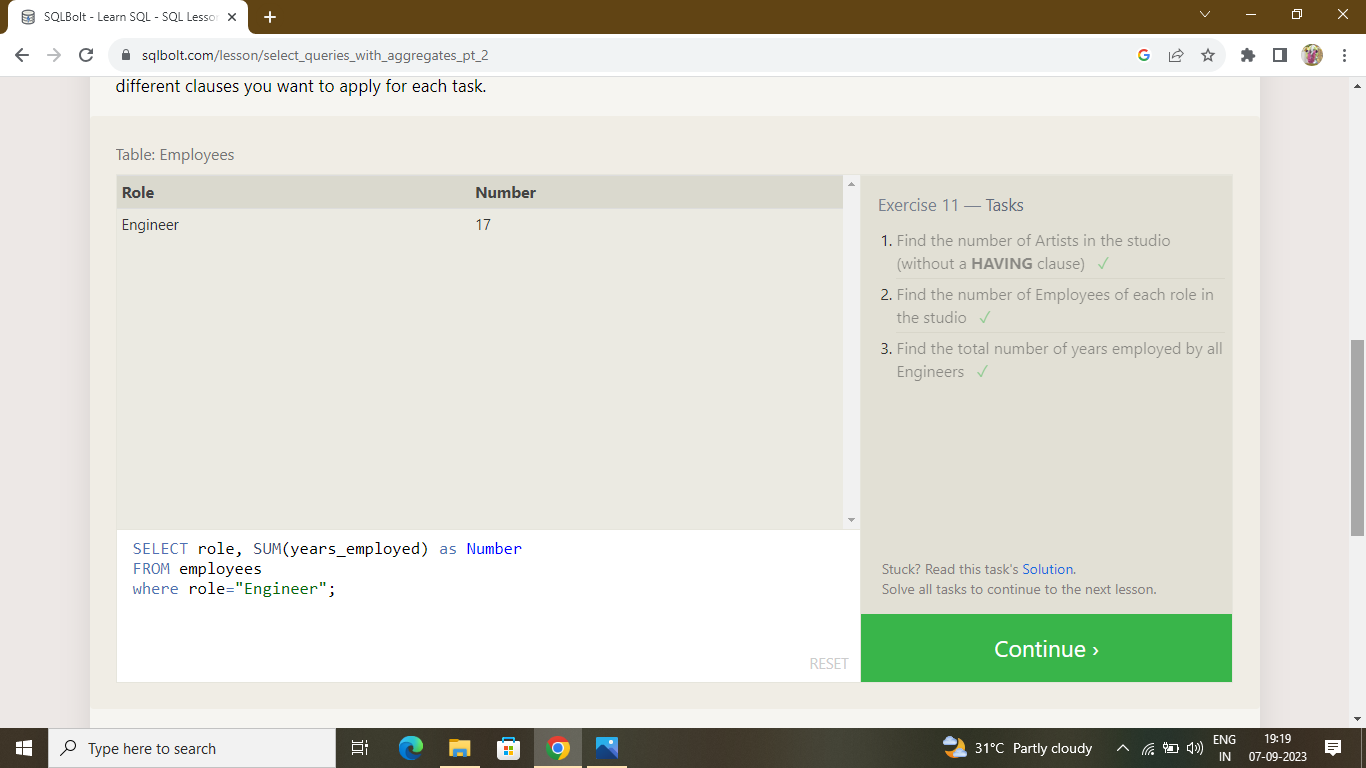 SQLBolt - Learn SQL - SQL Lesson
sqlbolt.com/lesson/select_queries_with_aggregates_pt_2
different clauses you want to apply for each task.
Table: Employees
Role Number
Engineer 17
Exercise 11 — Tasks
1. Find the number of Artists in the studio
(without a HAVING clause) ✓
2. Find the number of Employees of each role in
the studio ✓
3. Find the total number of years employed by all
Engineers ✓
SELECT role, SUM(years_employed) as Number
FROM employees
where role="Engineer";
RESET
Stuck? Read this task's Solution.
Solve all tasks to continue to the next lesson.
Continue ›
Type here to search
31°C Partly cloudy
ENG
IN
19:19
07-09-2023